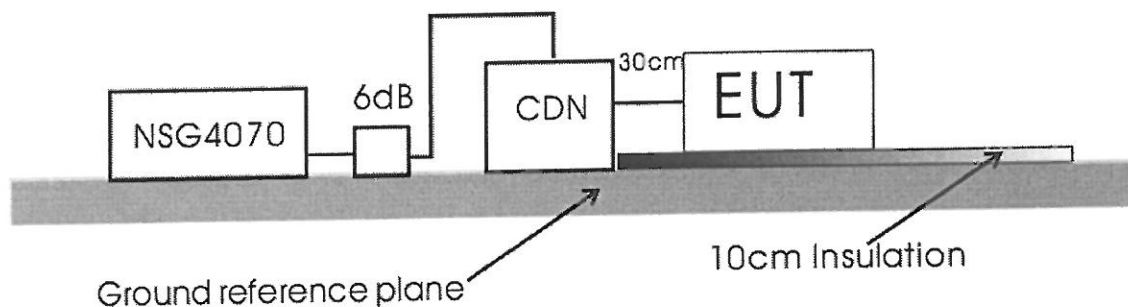 30cm
6dB
CDN
EUT
NSG4070
10cm Insulation
Ground reference plane